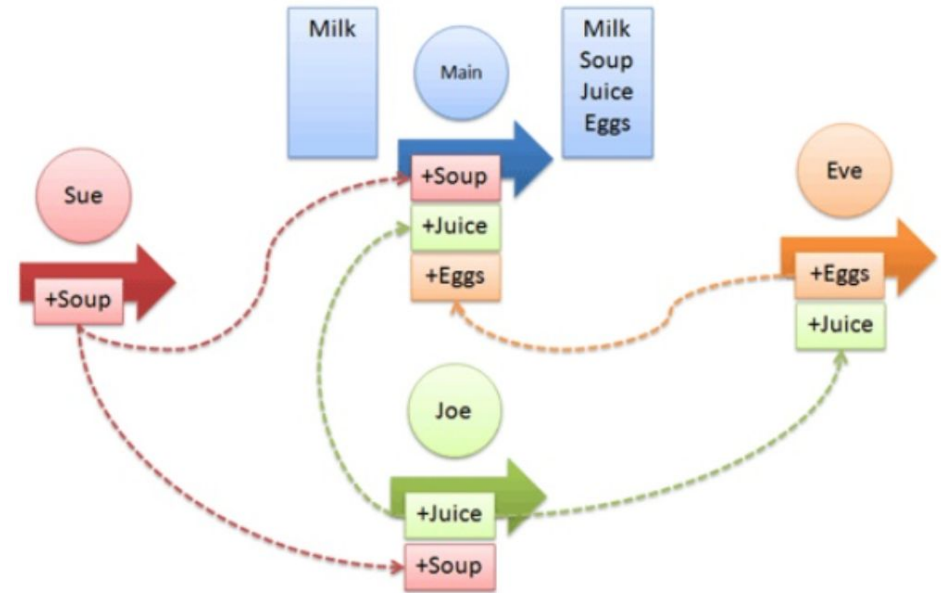 Milk
Main
Milk
Soup
Juice
Eggs
Sue
+Soup
+Soup
+Juice
+Eggs
Eve
+Eggs
+Juice
Joe
+Juice
+Soup